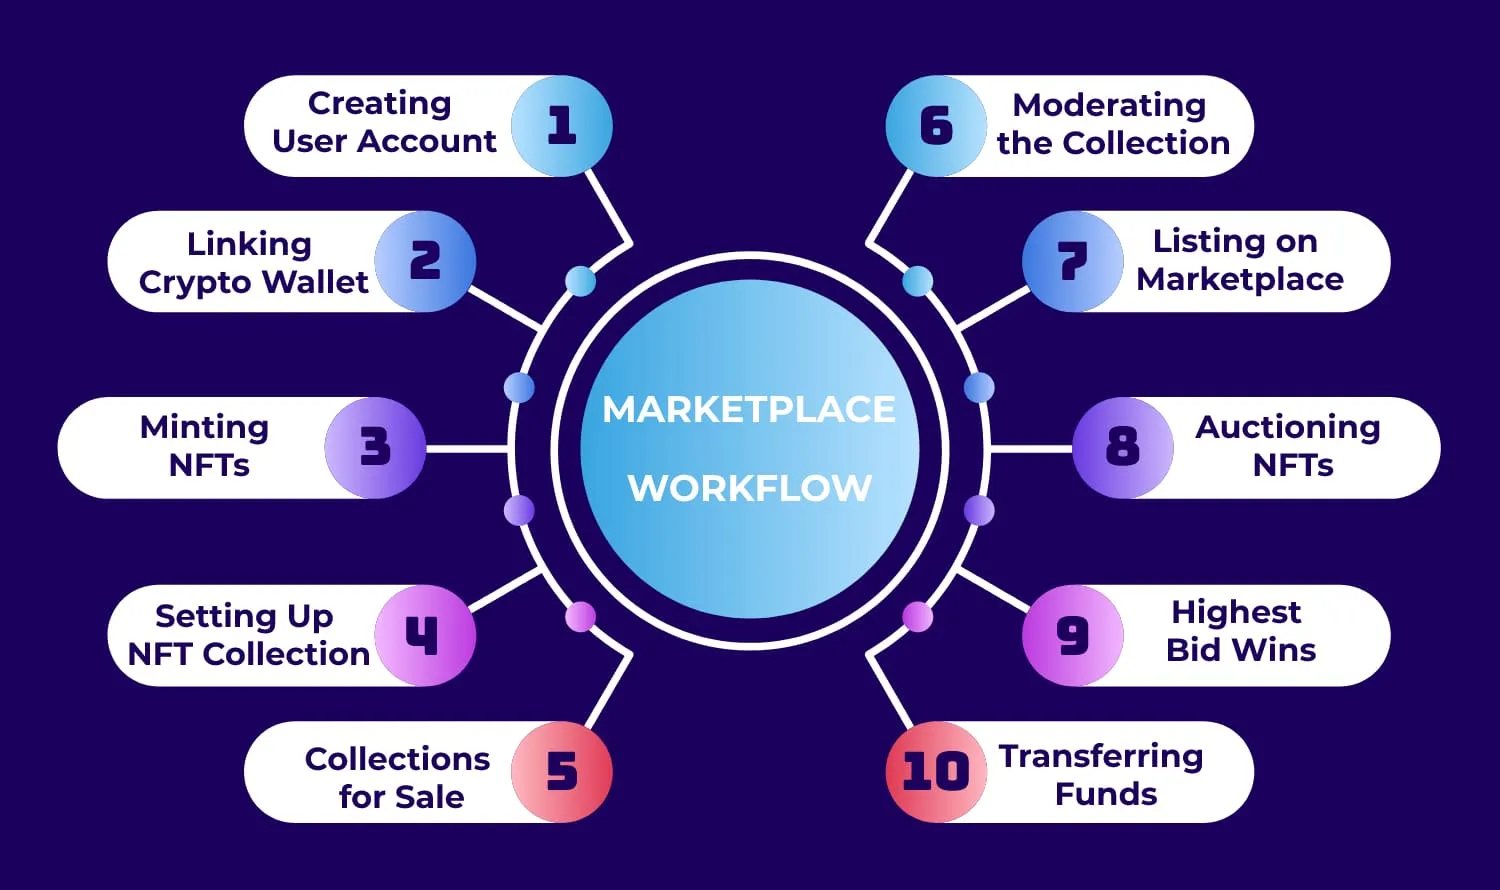 Creating
User Account
1
Linking
Crypto Wallet
2
Minting
NFTs
3
Setting Up
NFT Collection
4
Collections
for Sale
5
MARKETPLACE
WORKFLOW
6
Moderating
the Collection
7
Listing on
Marketplace
8
Auctioning
NFTs
9
Highest
Bid Wins
10
Transferring
Funds